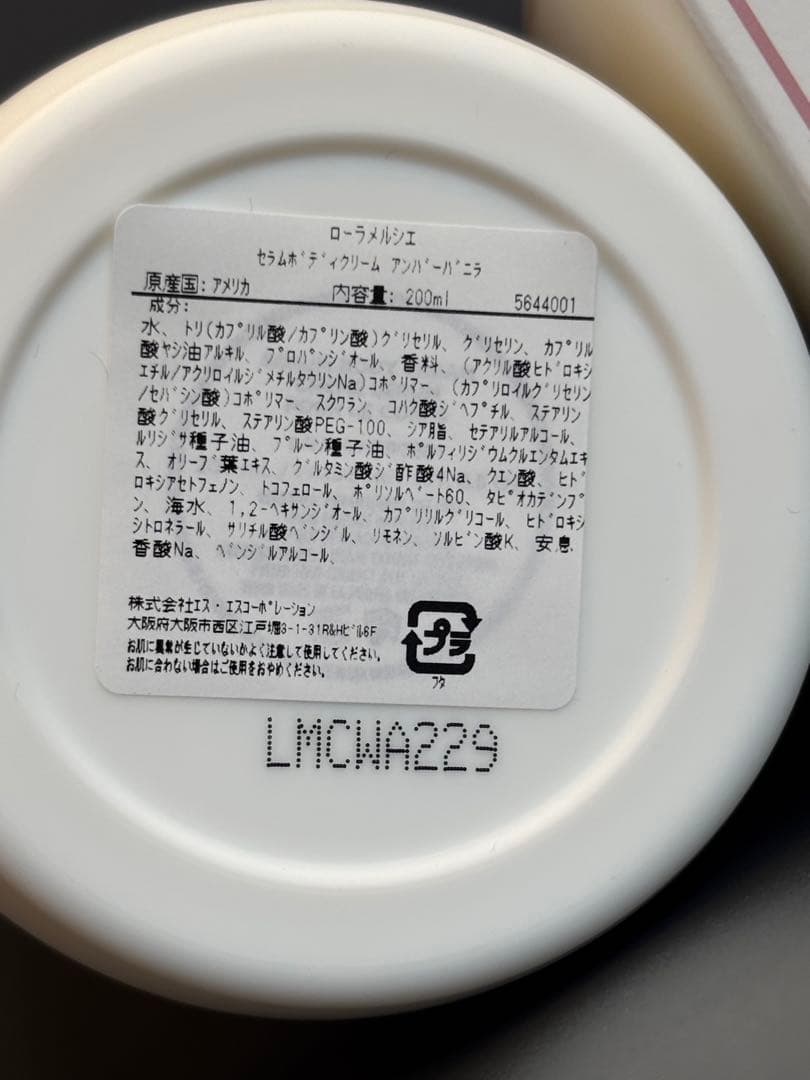 ローラメルシエ
セラムボディクリーム アンバーバニラ
原産国: アメリカ 内容量: 200ml 5644001
成分:
水、トリ(カプリル酸/カプリン酸)グリセリル、グリセリン、カプリル
酸ヤシ油アルキル、プロパンジオール、香料、(アクリル酸ヒドロキシ
エチル/アクリロイルジメチルタウリンNa)コポリマー、(カプリロイルグリセリン
/セバシン酸)コポリマー、スクワラン、コハク酸ジヘプチル、ステアリン
酸グリセリル、ステアリン酸PEG-100、シア脂、セテアリルアルコール、
ルリジサ種子油、プルーン種子油、ポルフィリジウムクルエンタムエキ
ス、オリーブ葉エキス、グルタミン酸ジ酢酸4Na、クエン酸、ヒド
ロキシアセトフェノン、トコフェロール、ポリソルベート60、タピオカデンプ
ン、海水、1,2-ヘキサンジオール、カプリリルグリコール、ヒドロキシ
シトロネラール、サリチル酸ベンジル、リモネン、ソルビン酸K、安息
香酸Na、ベンジルアルコール、
株式会社エス・エスコーポレーション
大阪府大阪市西区江戸堀3-1-31R&Hビル6F
お肌に異常が生じていないかよく注意して使用してください。
お肌に合わない場合はご使用をおやめください。
プラ
フタ
LMCWA229